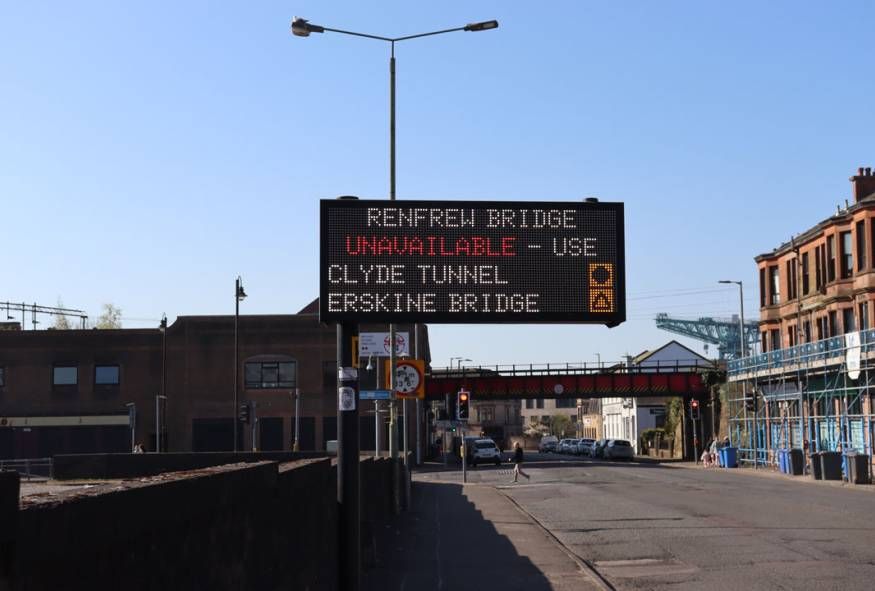 RENFREW BRIDGE
UNAVAILABLE - USE
CLYDE TUNNEL
ERSKINE BRIDGE